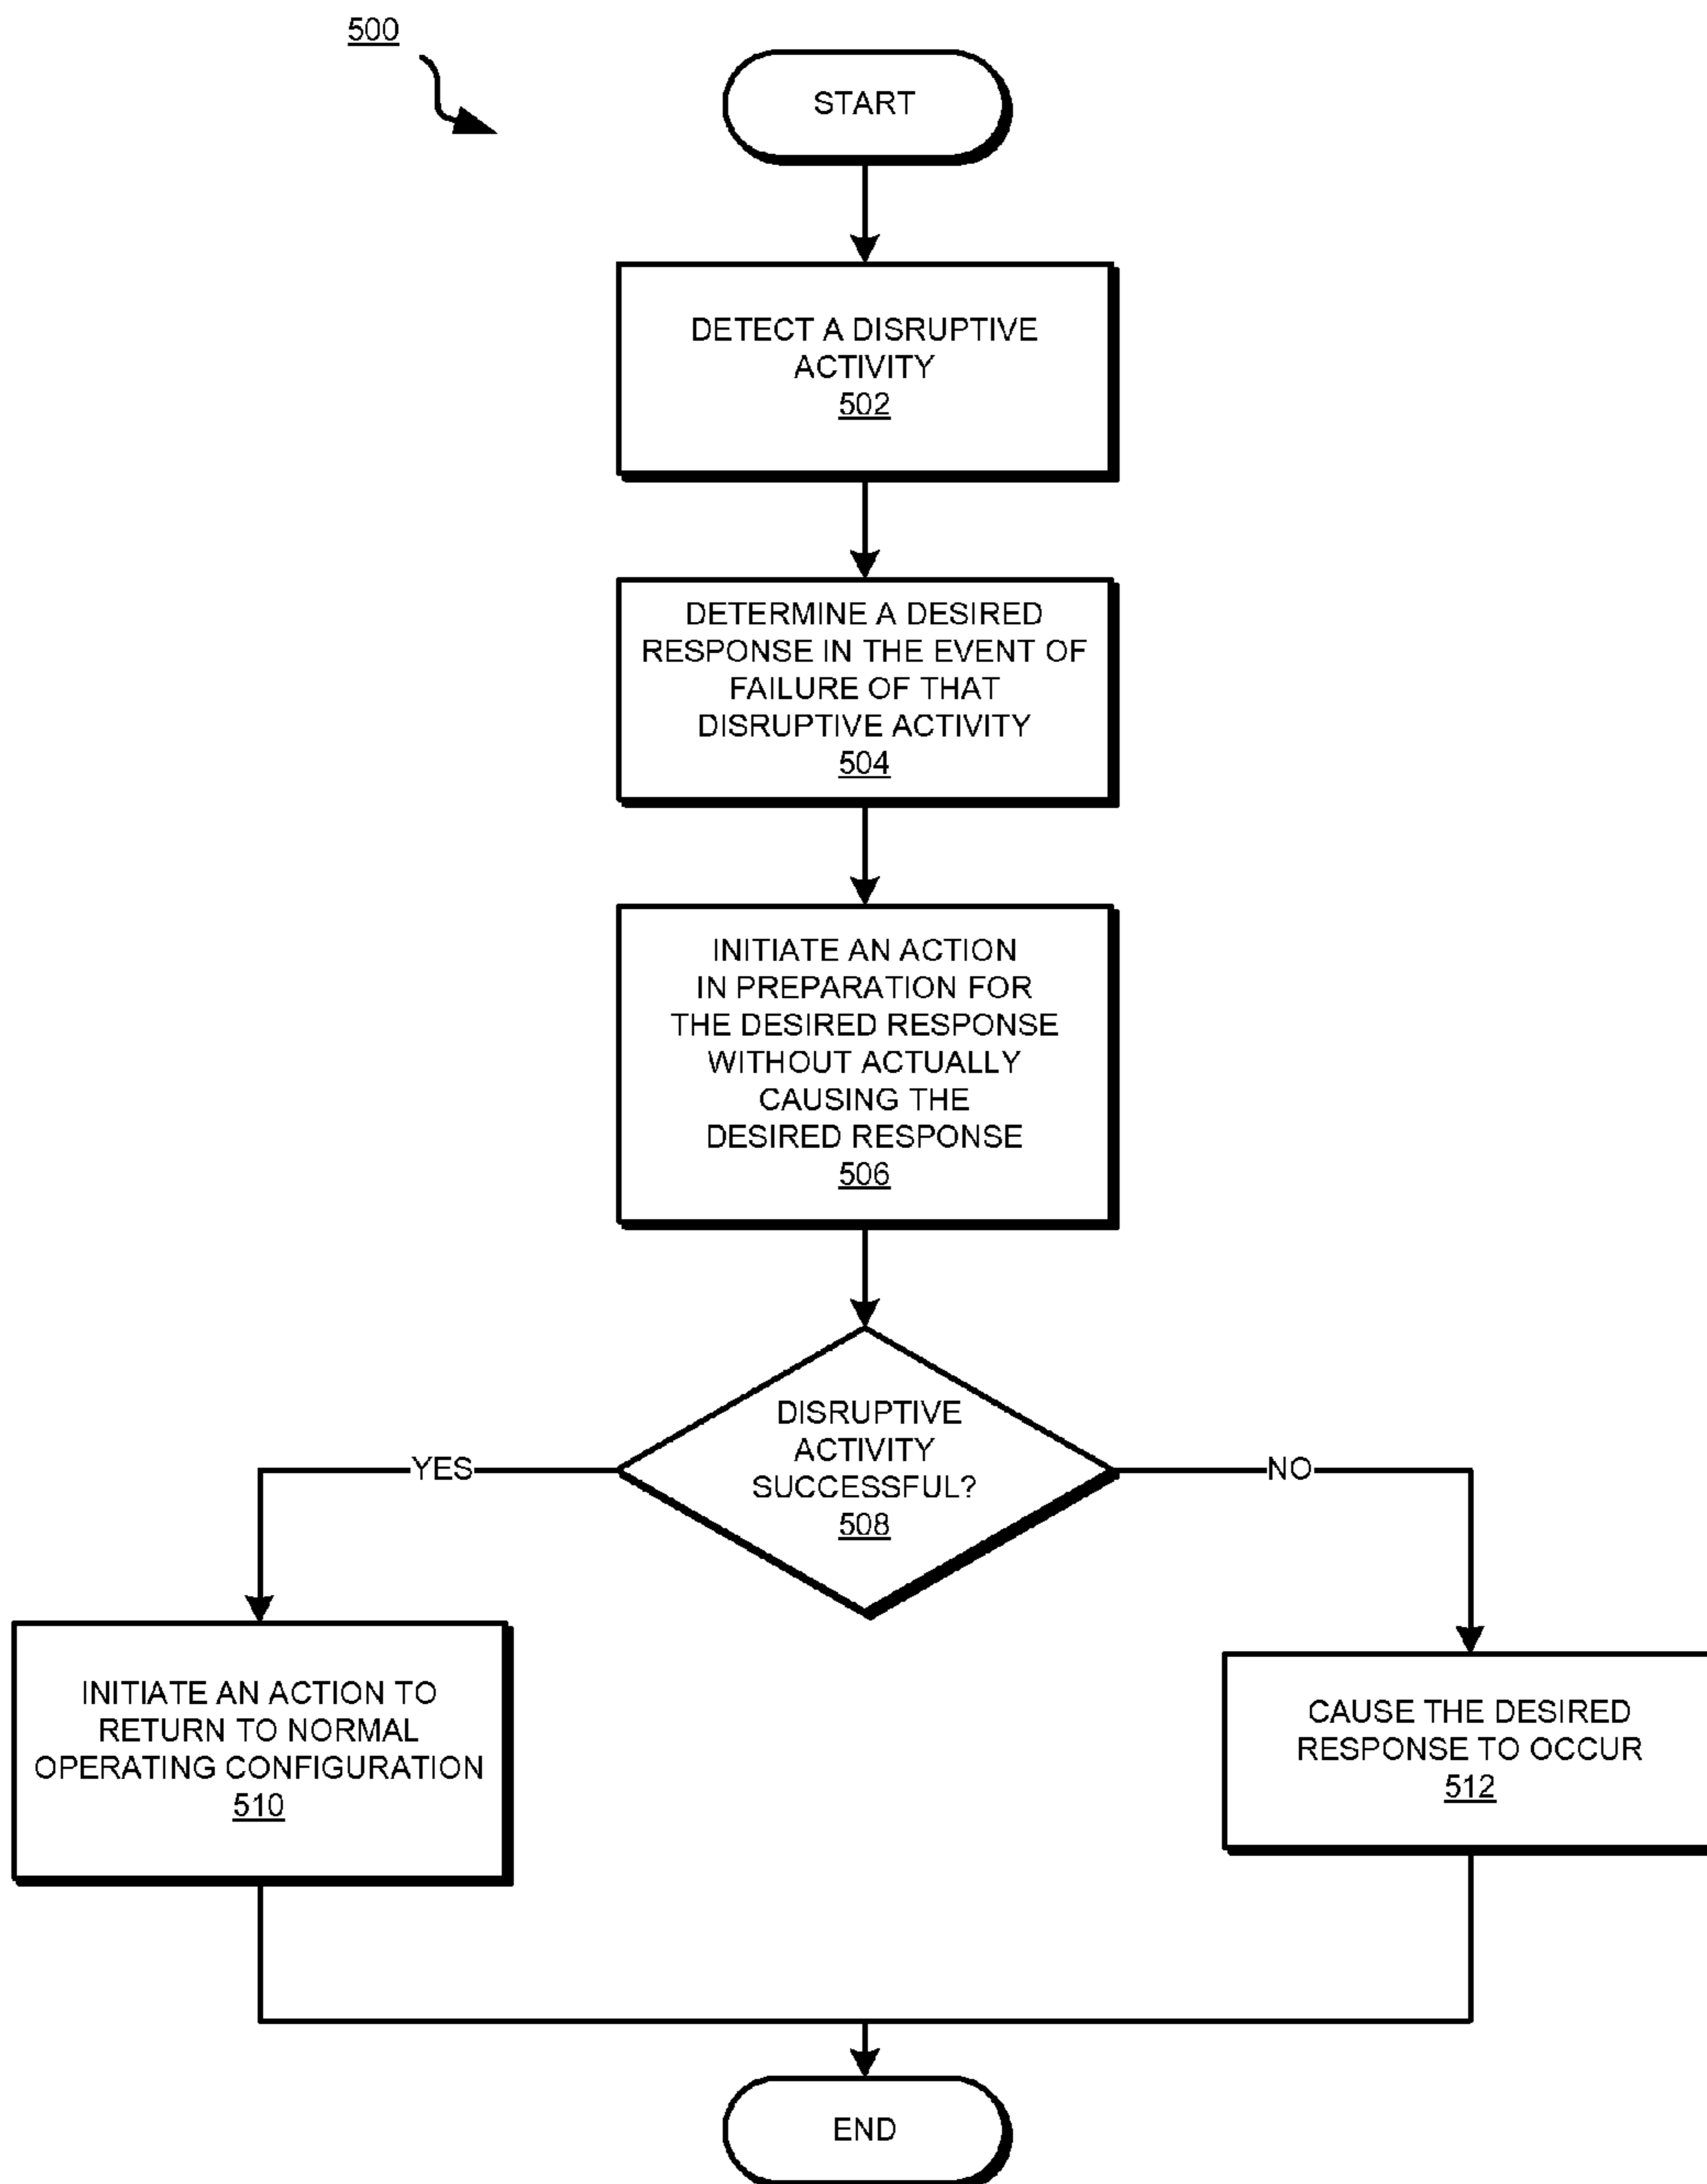 500
START
DETECT A DISRUPTIVE
ACTIVITY
502
DETERMINE A DESIRED
RESPONSE IN THE EVENT OF
FAILURE OF THAT
DISRUPTIVE ACTIVITY
504
INITIATE AN ACTION
IN PREPARATION FOR
THE DESIRED RESPONSE
WITHOUT ACTUALLY
CAUSING THE
DESIRED RESPONSE
506
DISRUPTIVE
ACTIVITY
SUCCESSFUL?
508
YES
NO
INITIATE AN ACTION TO
RETURN TO NORMAL
OPERATING CONFIGURATION
510
CAUSE THE DESIRED
RESPONSE TO OCCUR
512
END